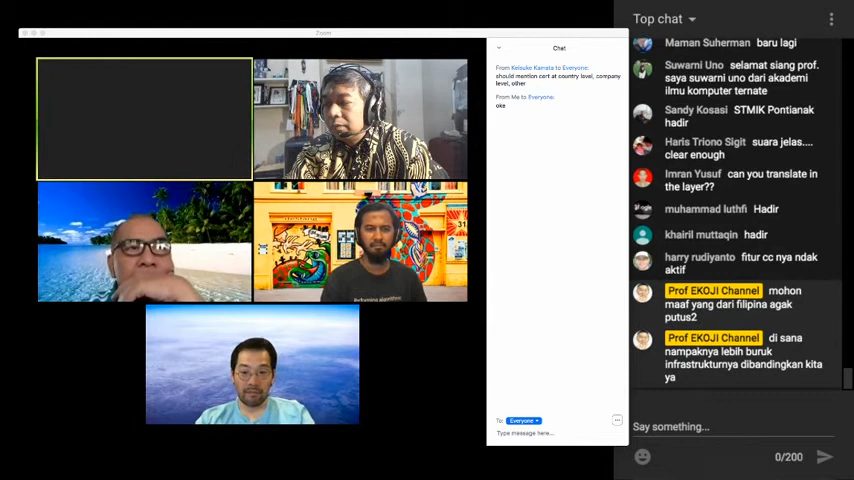 Zoom
Chat
From Keisuke Kamata to Everyone:
should mention cert at country level, company
level, other
From Me to Everyone:
oke
To: Everyone
Type message here...
Top chat
Maman Suherman baru lagi
Suwarni Uno selamat siang prof.
saya suwarni uno dari akademi
ilmu komputer ternate
Sandy Kosasi STMIK Pontianak
hadir
Haris Triono Sigit suara jelas....
clear enough
Imran Yusuf can you translate in
the layer??
muhammad luthfi Hadir
khairil muttaqin hadir
harry rudiyanto fitur cc nya ndak
aktif
Prof EKOJI Channel mohon
maaf yang dari filipina agak
putus2
Prof EKOJI Channel di sana
nampaknya lebih buruk
infrastrukturnya dibandingkan kita
ya
Say something...
0/200